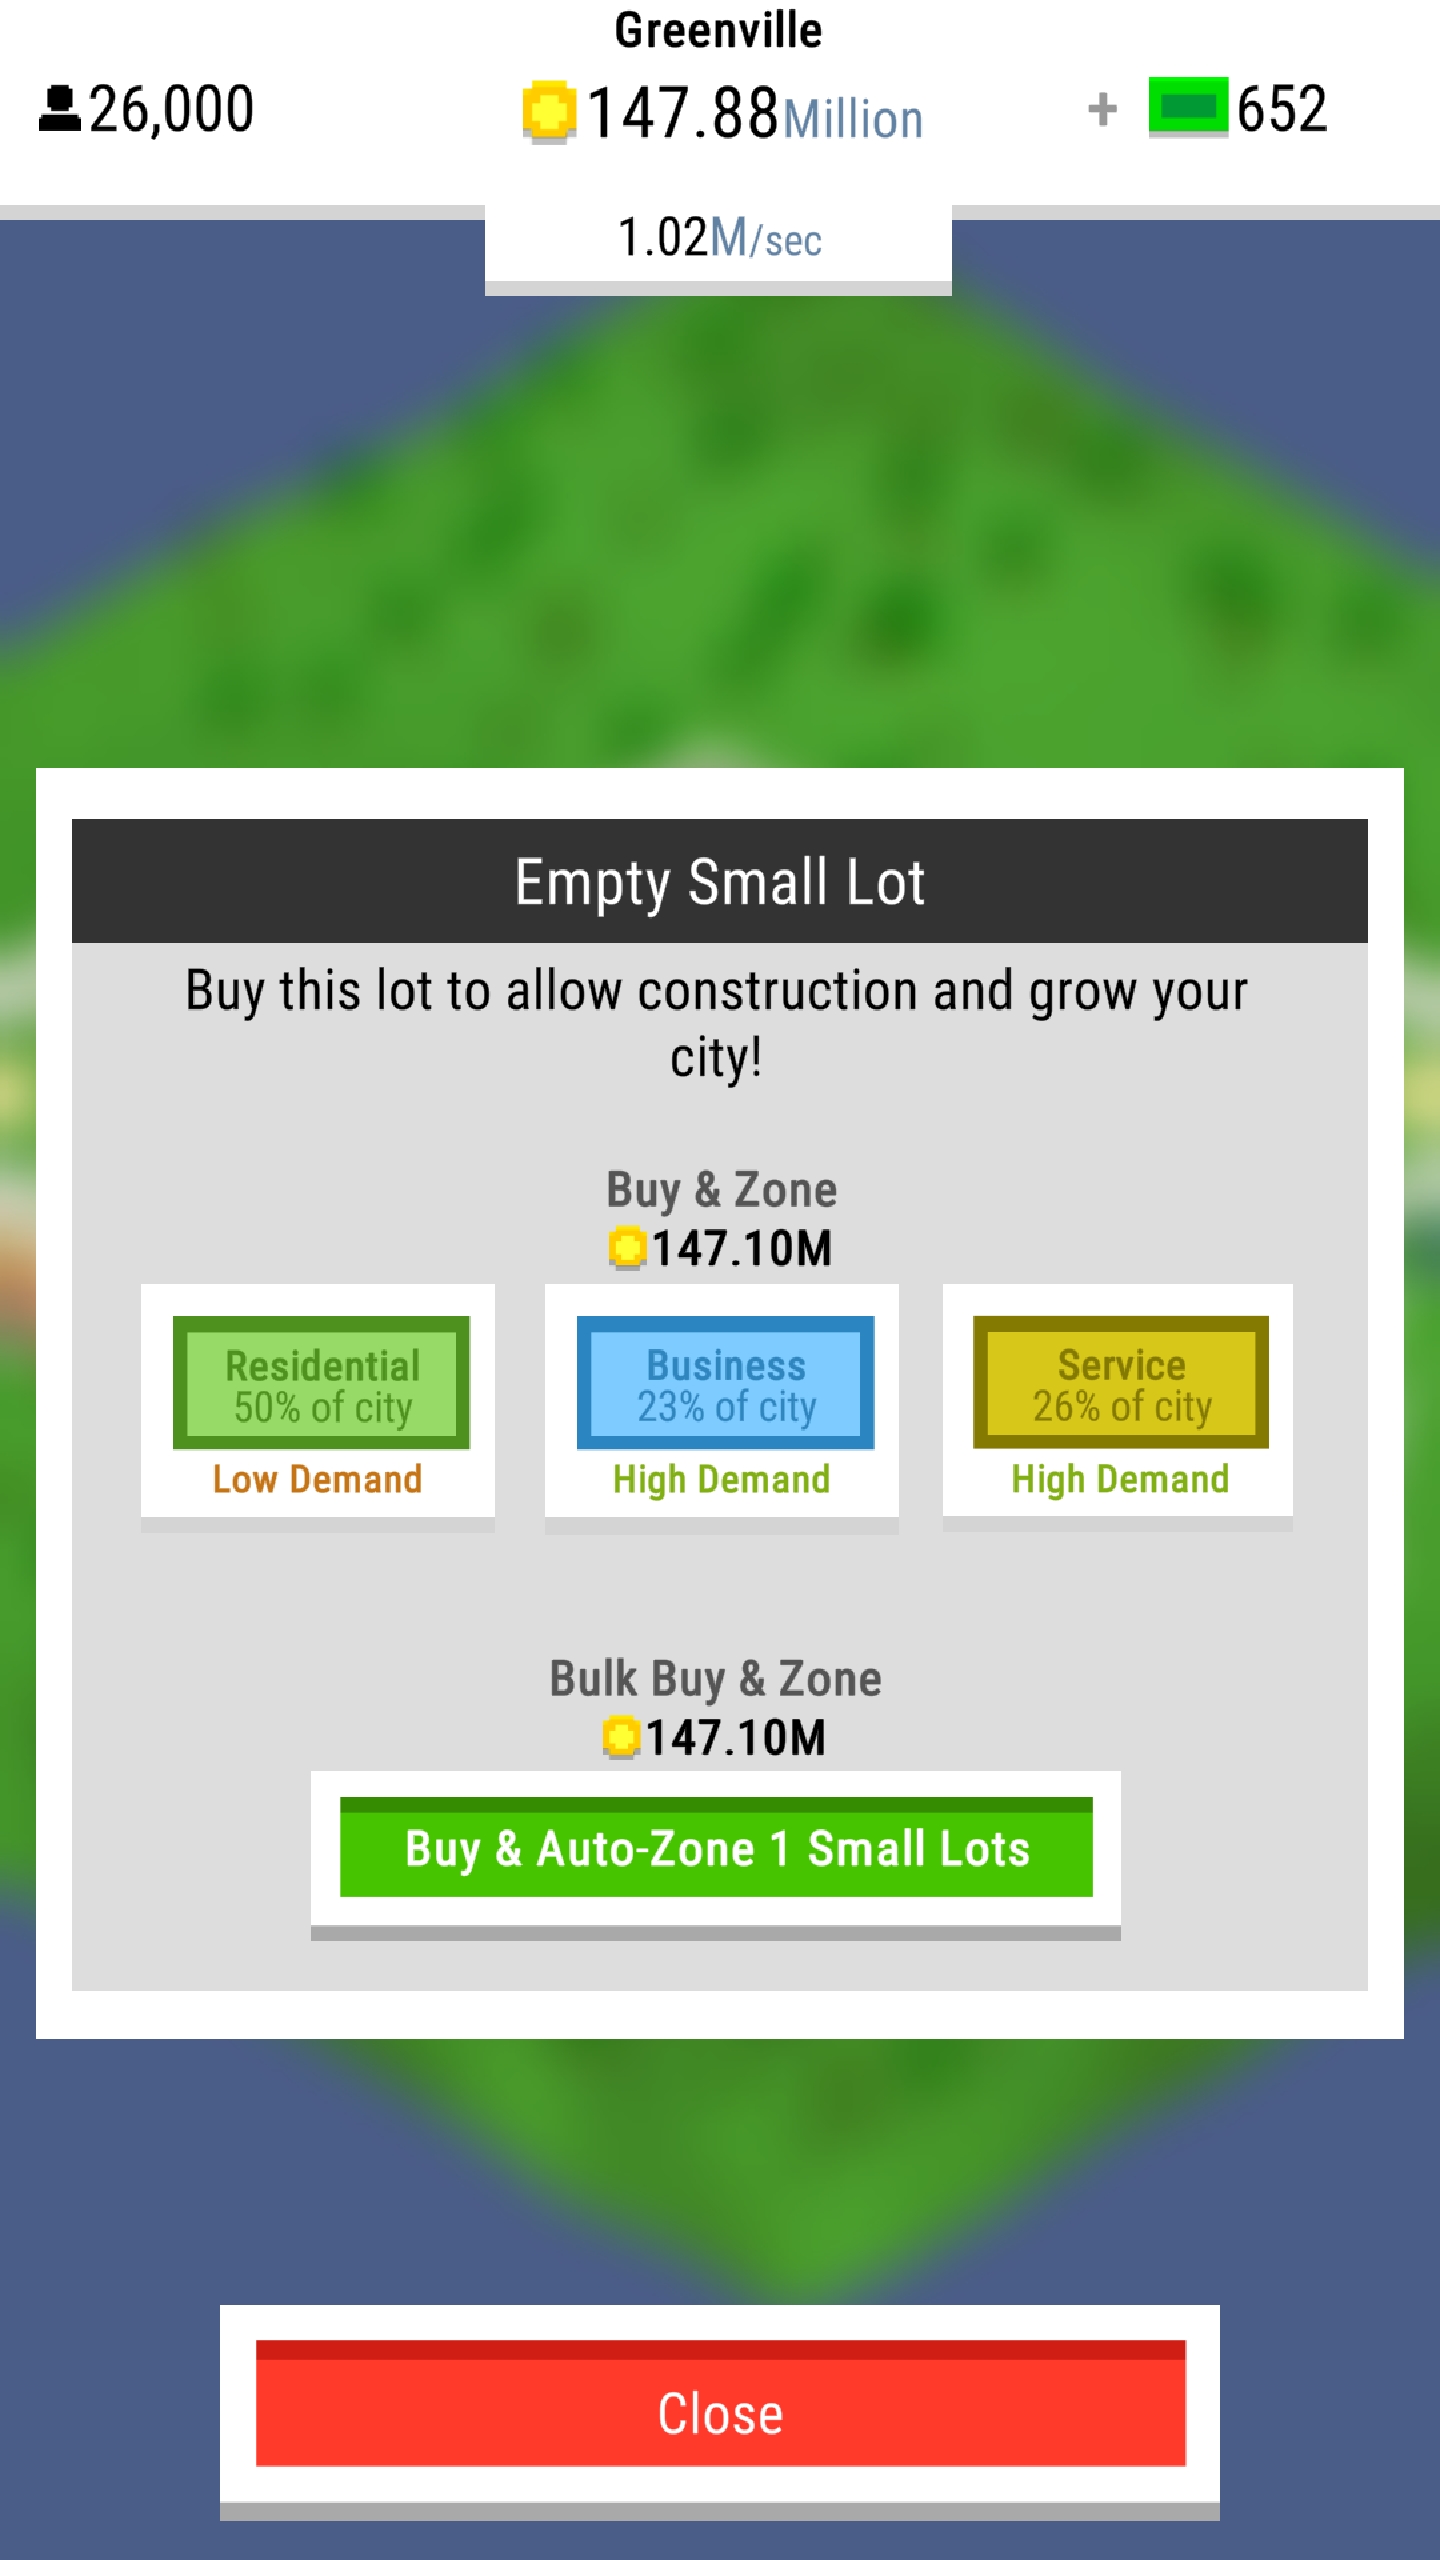 Greenville
26,000
147.88Million
+ 652
1.02M/sec
Empty Small Lot
Buy this lot to allow construction and grow your
city!
Buy & Zone
147.10M
Residential
50% of city
Low Demand
Business
23% of city
High Demand
Service
26% of city
High Demand
Bulk Buy & Zone
147.10M
Buy & Auto-Zone 1 Small Lots
Close